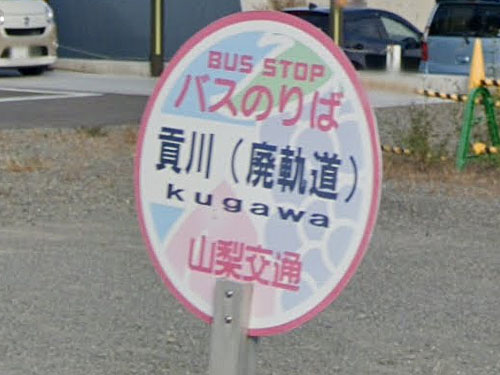 BUS STOP
バスのりば
貢川（廃軌道）
kugawa
山梨交通